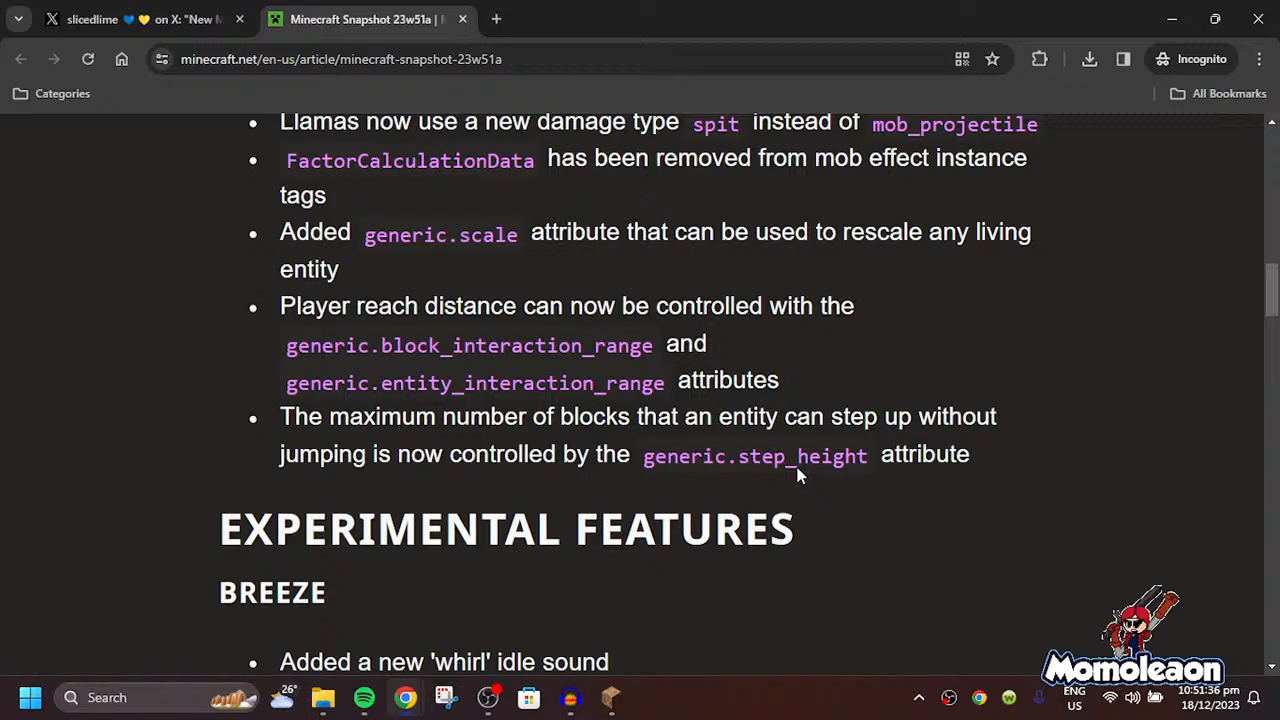 slicedlime 💙 💛 on X: "New M
Minecraft Snapshot 23w51a |
minecraft.net/en-us/article/minecraft-snapshot-23w51a
Incognito
Categories
All Bookmarks
• Llamas now use a new damage type spit instead of mob_projectile
• FactorCalculationData has been removed from mob effect instance
tags
• Added generic.scale attribute that can be used to rescale any living
entity
• Player reach distance can now be controlled with the
generic.block_interaction_range and
generic.entity_interaction_range attributes
• The maximum number of blocks that an entity can step up without
jumping is now controlled by the generic.step_height attribute
EXPERIMENTAL FEATURES
BREEZE
• Added a new 'whirl' idle sound
Momoleaon
Search
26°
ENG
US
10:51:36 pm
18/12/2023